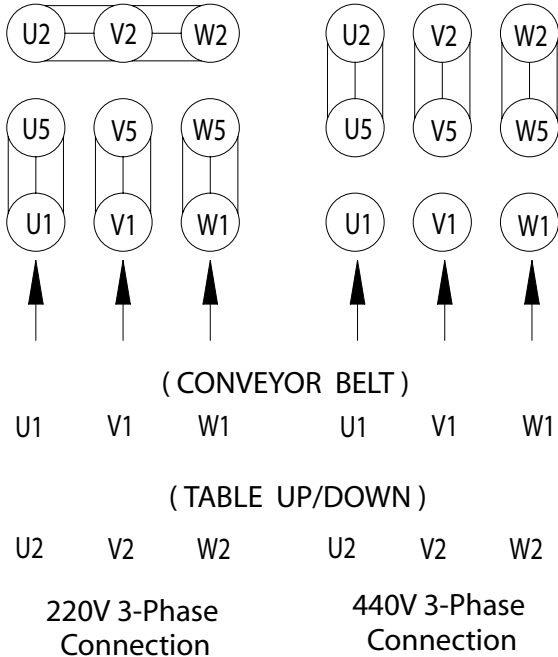 U2 V2 W2 U2 V2 W2
U5 V5 W5 U5 V5 W5
U1 V1 W1 U1 V1 W1
( CONVEYOR BELT )
U1 V1 W1 U1 V1 W1
( TABLE UP/DOWN )
U2 V2 W2 U2 V2 W2
220V 3-Phase
Connection
440V 3-Phase
Connection